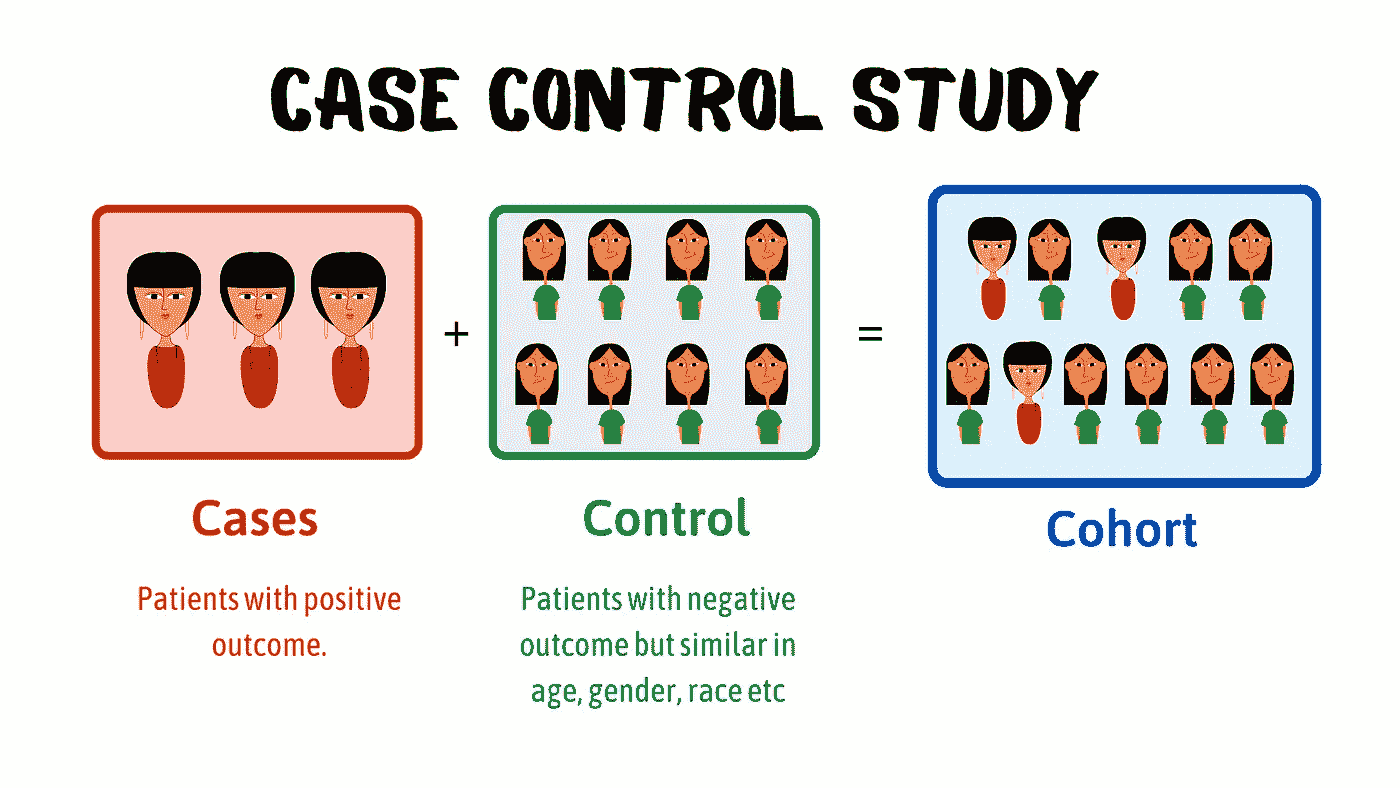 CASE CONTROL STUDY
+
=
Cases
Control
Cohort
Patients with positive
outcome.
Patients with negative
outcome but similar in
age, gender, race etc